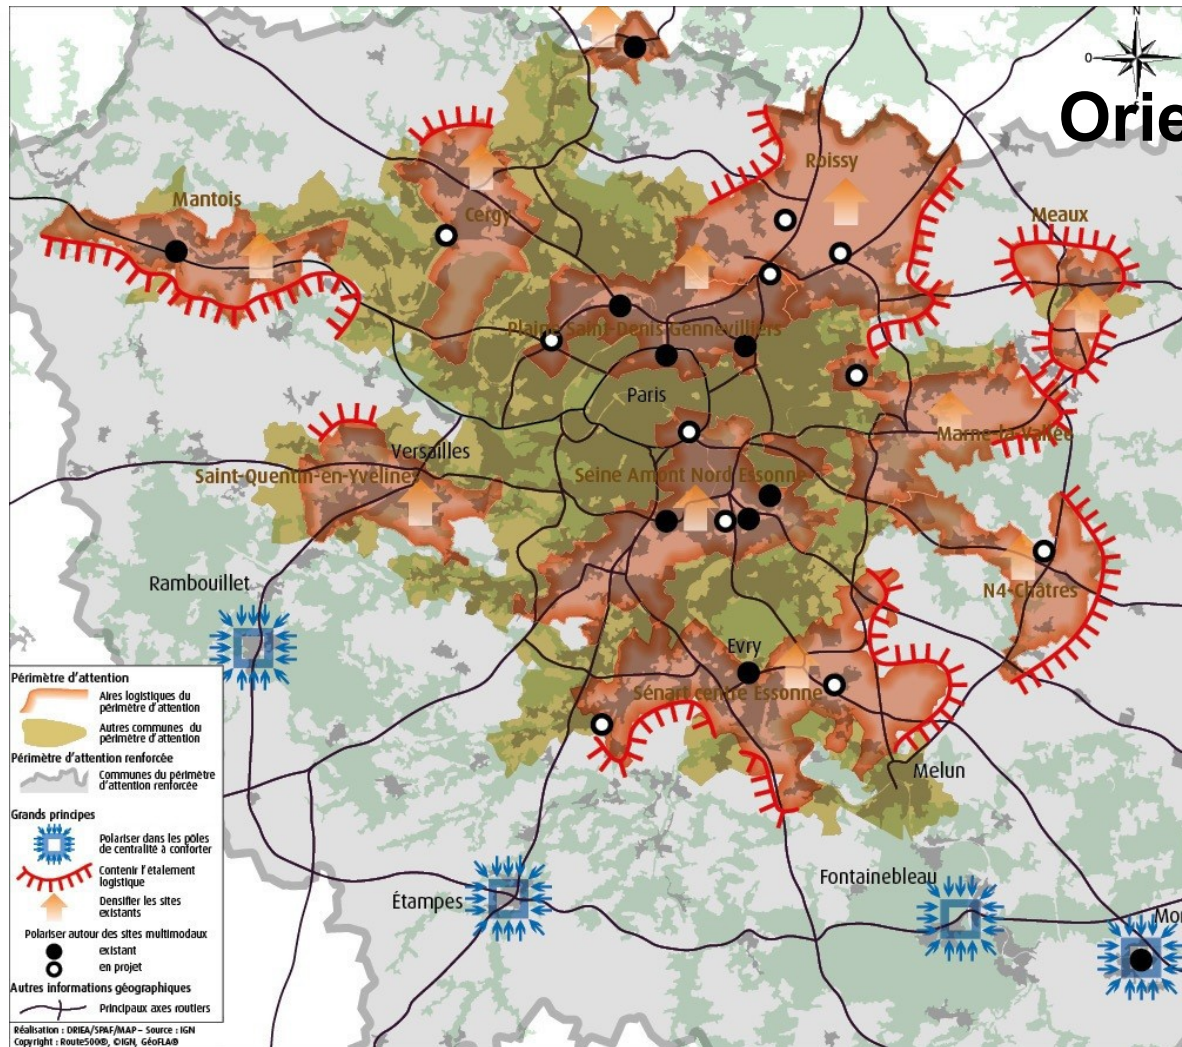 N
O
Orie
Roissy
Mantois
Cergy
Meaux
Plaine Saint-Denis Gennevilliers
Paris
Marne-la-Vallée
Versailles
Saint-Quentin-en-Yvelines
Seine Amont Nord Essonne
Rambouillet
N4-Châtres
Evry
Sénart centre Essonne
Melun
Fontainebleau
Étampes
Mor
Périmètre d'attention
Aires logistiques du
périmètre d'attention
Autres communes du
périmètre d'attention
Périmètre d'attention renforcée
Communes du périmètre
d'attention renforcée
Grands principes
Polariser dans les pôles
de centralité à conforter
Contenir l'étalement
logistique
Densifier les sites
existants
Polariser autour des sites multimodaux
existant
en projet
Autres informations géographiques
Principaux axes routiers
Réalisation : DRIEA/SPAF/MAP - Source : IGN
Copyright : Route500®, ©IGN, GéoFLA®